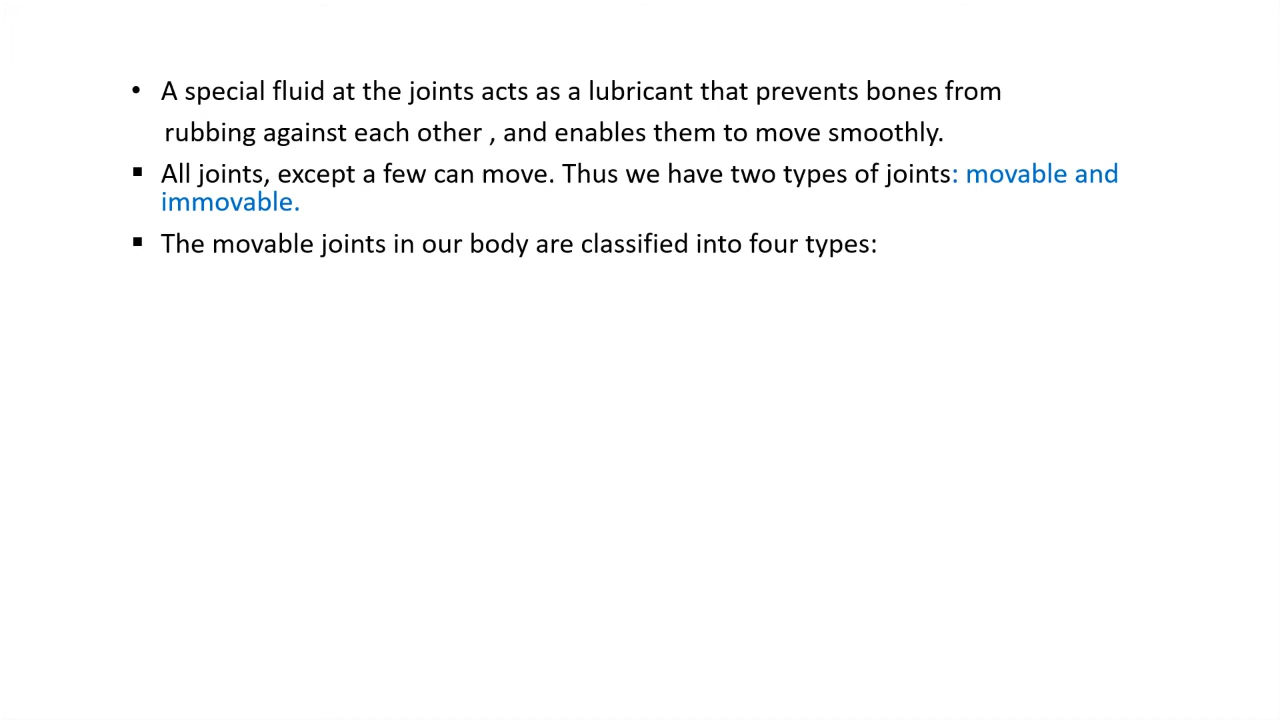 • A special fluid at the joints acts as a lubricant that prevents bones from
rubbing against each other , and enables them to move smoothly.
▪ All joints, except a few can move. Thus we have two types of joints: movable and
immovable.
▪ The movable joints in our body are classified into four types: